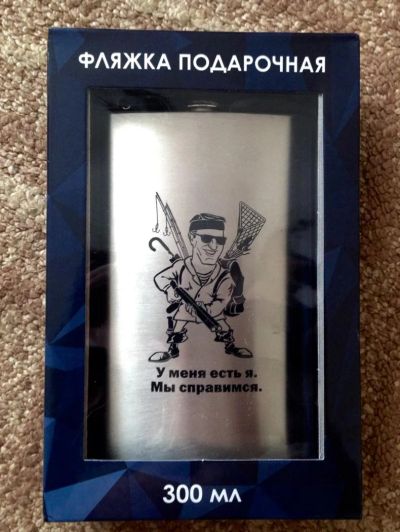 ФЛЯЖКА ПОДАРОЧНАЯ
У меня есть я.
Мы справимся.
300 МЛ